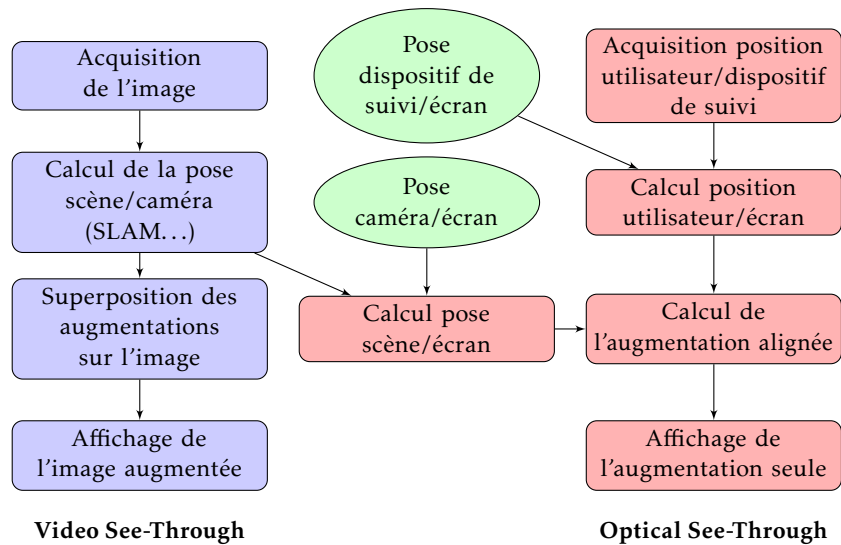 Acquisition
de l'image
Calcul de la pose
scène/caméra
(SLAM...)
Superposition des
augmentations
sur l'image
Affichage de
l'image augmentée
Video See-Through
Pose
dispositif de
suivi/écran
Pose
caméra/écran
Calcul pose
scène/écran
Acquisition position
utilisateur/dispositif
de suivi
Calcul position
utilisateur/écran
Calcul de
l'augmentation alignée
Affichage de
l'augmentation seule
Optical See-Through